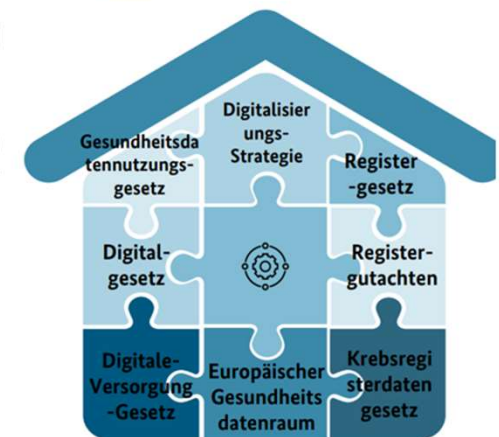 Digitalisier
ungs-
Strategie
Gesundheitsda
tennutzungs-
gesetz
Register
-gesetz
Digital-
gesetz
Register-
gutachten
Digitale-
Versorgung
-Gesetz
Europäischer
Gesundheits
datenraum
Krebsregi
sterdaten
gesetz